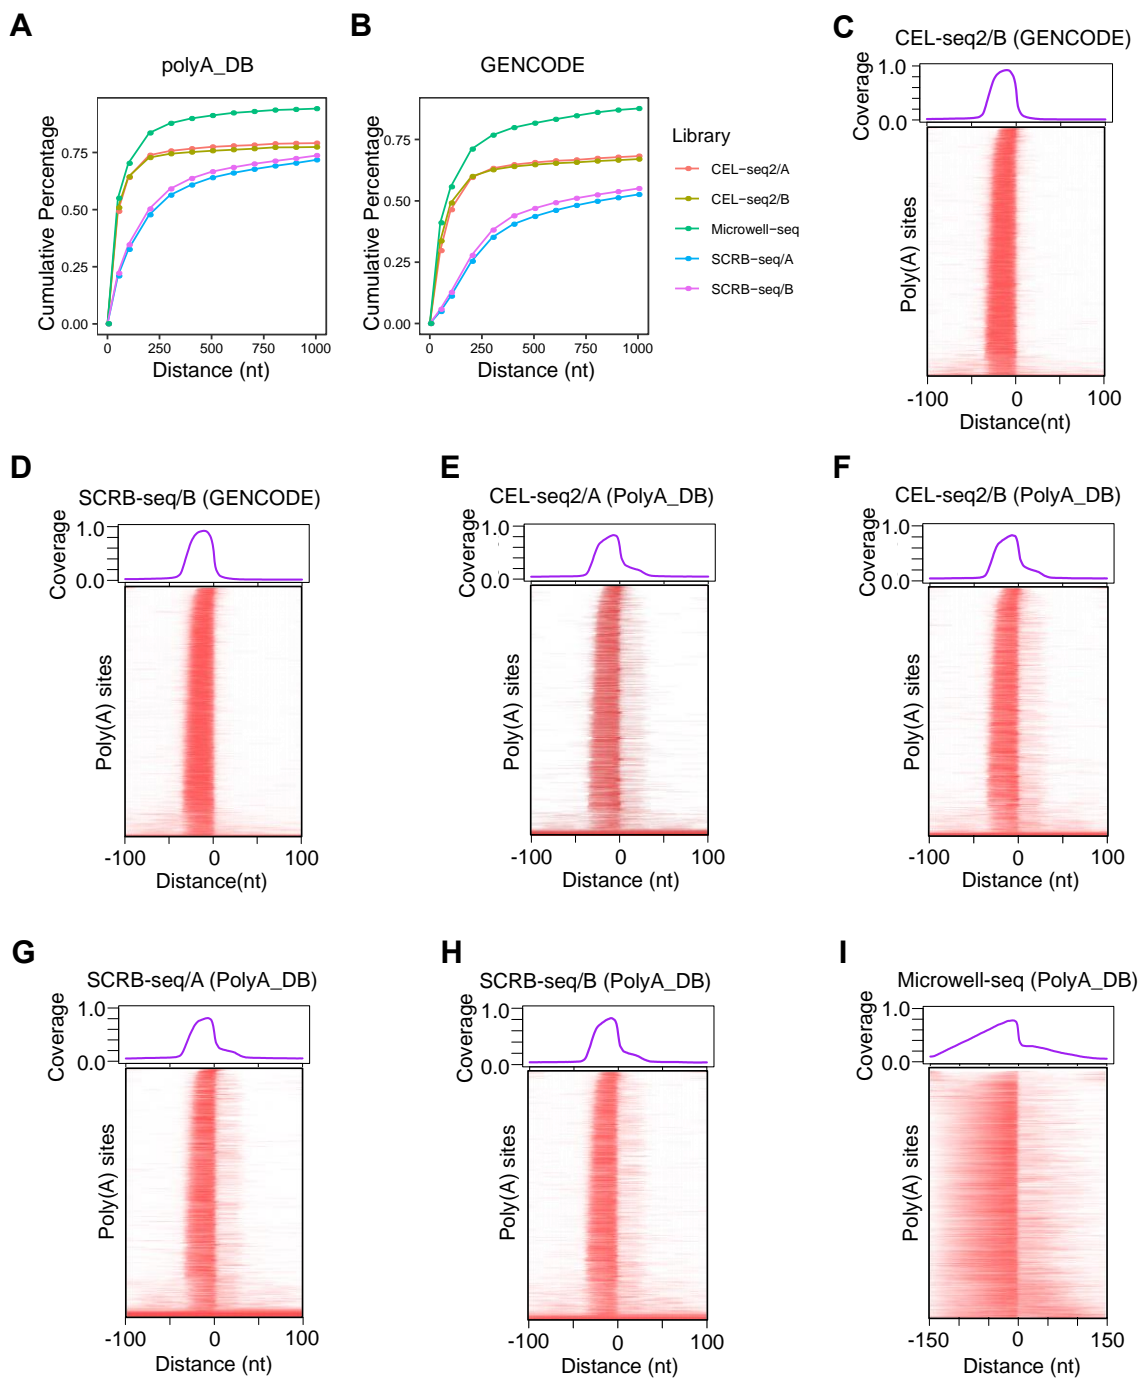 A
polyA_DB
Cumulative Percentage
0.75
0.50
0.25
0.00
0
250
500
750
1000
Distance (nt)
B
GENCODE
Cumulative Percentage
0.75
0.50
0.25
0.00
0
250
500
750
1000
Distance (nt)
Library
CEL−seq2/A
CEL−seq2/B
Microwell−seq
SCRB−seq/A
SCRB−seq/B
C
CEL-seq2/B (GENCODE)
Coverage
1.0
0.0
Poly(A) sites
-100
0
100
Distance(nt)
D
SCRB-seq/B (GENCODE)
Coverage
1.0
0.0
Poly(A) sites
-100
0
100
Distance(nt)
E
CEL-seq2/A (PolyA_DB)
Coverage
1.0
0.0
Poly(A) sites
-100
0
100
Distance (nt)
F
CEL-seq2/B (PolyA_DB)
Coverage
1.0
0.0
Poly(A) sites
-100
0
100
Distance (nt)
G
SCRB-seq/A (PolyA_DB)
Coverage
1.0
0.0
Poly(A) sites
-100
0
100
Distance (nt)
H
SCRB-seq/B (PolyA_DB)
Coverage
1.0
0.0
Poly(A) sites
-100
0
100
Distance (nt)
I
Microwell-seq (PolyA_DB)
Coverage
1.0
0.0
Poly(A) sites
-150
0
150
Distance (nt)